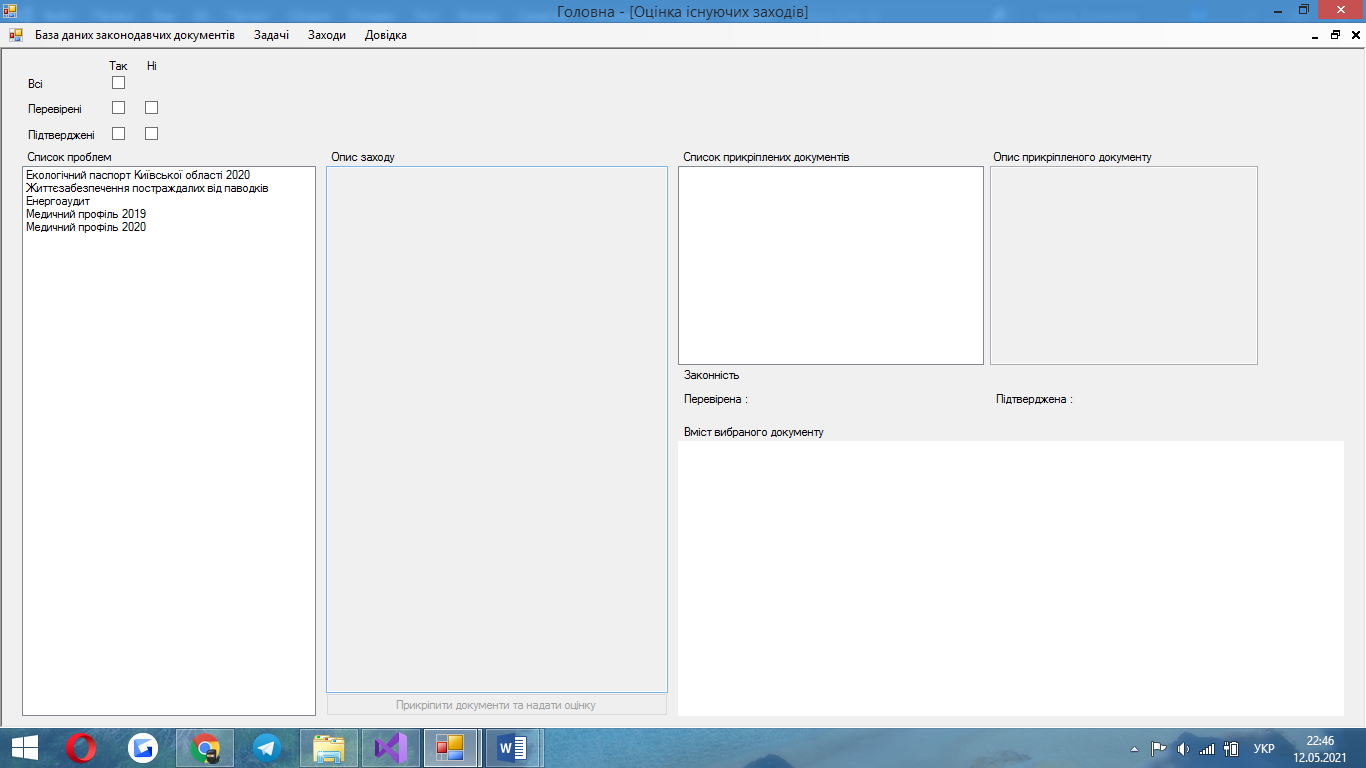 Головна - [Оцінка існуючих заходів]
База даних законодавчих документів Задачі Заходи Довідка
Так Ні
Всі
Перевірені
Підтверджені
Список проблем
Екологічний паспорт Київської області 2020
Життєзабезпечення постраждалих від паводків
Енергоаудит
Медичний профіль 2019
Медичний профіль 2020
Опис заходу
Прикріпити документи та надати оцінку
Список прикріплених документів
Опис прикріпленого документу
Законність
Перевірена : Підтверджена :
Вміст вибраного документу
УКР
22:46
12.05.2021